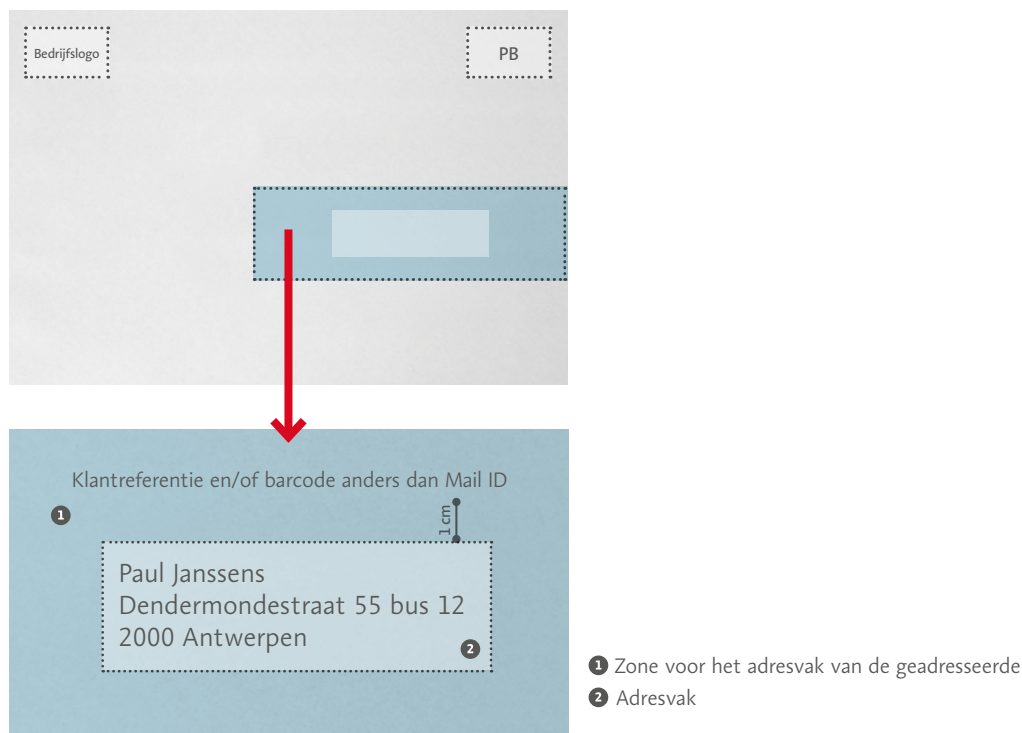 Bedrijfslogo
PB
Klantreferentie en/of barcode anders dan Mail ID
1
1 cm
Paul Janssens
Dendermondestraat 55 bus 12
2000 Antwerpen
2
1 Zone voor het adresvak van de geadresseerde
2 Adresvak